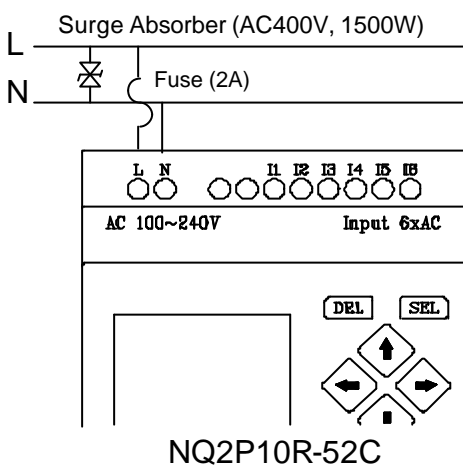 Surge Absorber (AC400V, 1500W)
L
Fuse (2A)
N
L N I1 I2 I3 I4 I5 I6
AC 100~240V Input 6xAC
DEL SEL
NQ2P10R-52C